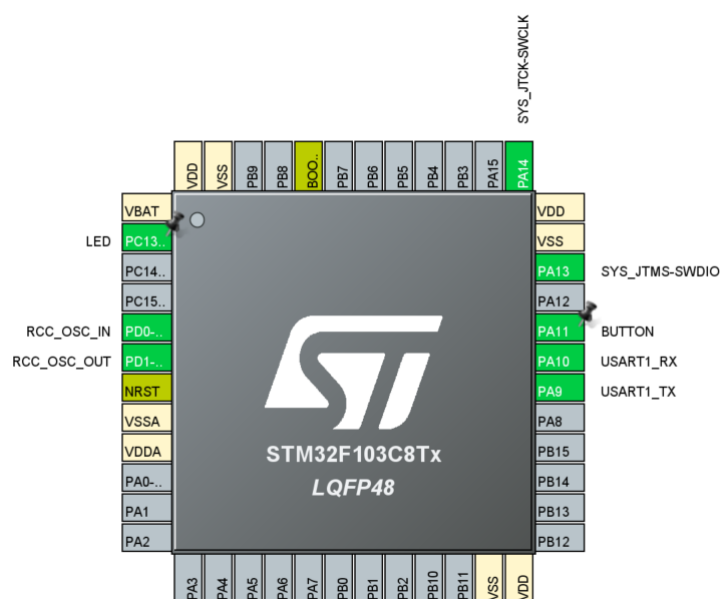 SYS_JTCK-SWCLK
VDD
VSS
PB9
PB8
BOO..
PB7
PB6
PB5
PB4
PB3
PA15
PA14
VBAT
LED PC13..
PC14..
PC15..
RCC_OSC_IN PD0-..
RCC_OSC_OUT PD1-..
NRST
VSSA
VDDA
PA0-..
PA1
PA2
ST
STM32F103C8Tx
LQFP48
VDD
VSS
PA13 SYS_JTMS-SWDIO
PA12
PA11 BUTTON
PA10 USART1_RX
PA9 USART1_TX
PA8
PB15
PB14
PB13
PB12
PA3
PA4
PA5
PA6
PA7
PB0
PB1
PB2
PB10
PB11
VSS
VDD